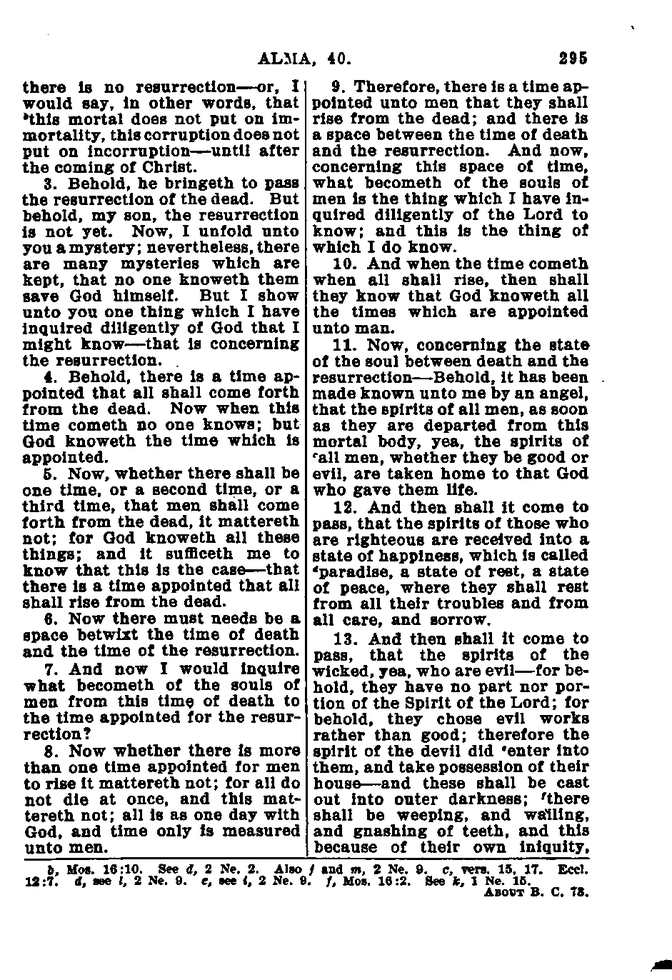 ALMA, 40. 295
there is no resurrection—or, I
would say, in other words, that
ᵇthis mortal does not put on im-
mortality, this corruption does not
put on incorruption—until after
the coming of Christ.
3. Behold, he bringeth to pass
the resurrection of the dead. But
behold, my son, the resurrection
is not yet. Now, I unfold unto
you a mystery; nevertheless, there
are many mysteries which are
kept, that no one knoweth them
save God himself. But I show
unto you one thing which I have
inquired diligently of God that I
might know—that is concerning
the resurrection.
4. Behold, there is a time ap-
pointed that all shall come forth
from the dead. Now when this
time cometh no one knows; but
God knoweth the time which is
appointed.
5. Now, whether there shall be
one time, or a second time, or a
third time, that men shall come
forth from the dead, it mattereth
not; for God knoweth all these
things; and it sufficeth me to
know that this is the case—that
there is a time appointed that all
shall rise from the dead.
6. Now there must needs be a
space betwixt the time of death
and the time of the resurrection.
7. And now I would inquire
what becometh of the souls of
men from this time of death to
the time appointed for the resur-
rection?
8. Now whether there is more
than one time appointed for men
to rise it mattereth not; for all do
not die at once, and this mat-
tereth not; all is as one day with
God, and time only is measured
unto men.
9. Therefore, there is a time ap-
pointed unto men that they shall
rise from the dead; and there is
a space between the time of death
and the resurrection. And now,
concerning this space of time,
what becometh of the souls of
men is the thing which I have in-
quired diligently of the Lord to
know; and this is the thing of
which I do know.
10. And when the time cometh
when all shall rise, then shall
they know that God knoweth all
the times which are appointed
unto man.
11. Now, concerning the state
of the soul between death and the
resurrection—Behold, it has been
made known unto me by an angel,
that the spirits of all men, as soon
as they are departed from this
mortal body, yea, the spirits of
ᶜall men, whether they be good or
evil, are taken home to that God
who gave them life.
12. And then shall it come to
pass, that the spirits of those who
are righteous are received into a
state of happiness, which is called
ᵈparadise, a state of rest, a state
of peace, where they shall rest
from all their troubles and from
all care, and sorrow.
13. And then shall it come to
pass, that the spirits of the
wicked, yea, who are evil—for be-
hold, they have no part nor por-
tion of the Spirit of the Lord; for
behold, they chose evil works
rather than good; therefore the
spirit of the devil did ᵉenter into
them, and take possession of their
house—and these shall be cast
out into outer darkness; ᶠthere
shall be weeping, and wailing,
and gnashing of teeth, and this
because of their own iniquity,
b, Mos. 16:10. See d, 2 Ne. 2. Also j and m, 2 Ne. 9. c, vers. 15, 17. Eccl.
12:7. d, see l, 2 Ne. 9. e, see i, 2 Ne. 9. f, Mos. 16:2. See k, 1 Ne. 15.
ABOUT B. C. 73.